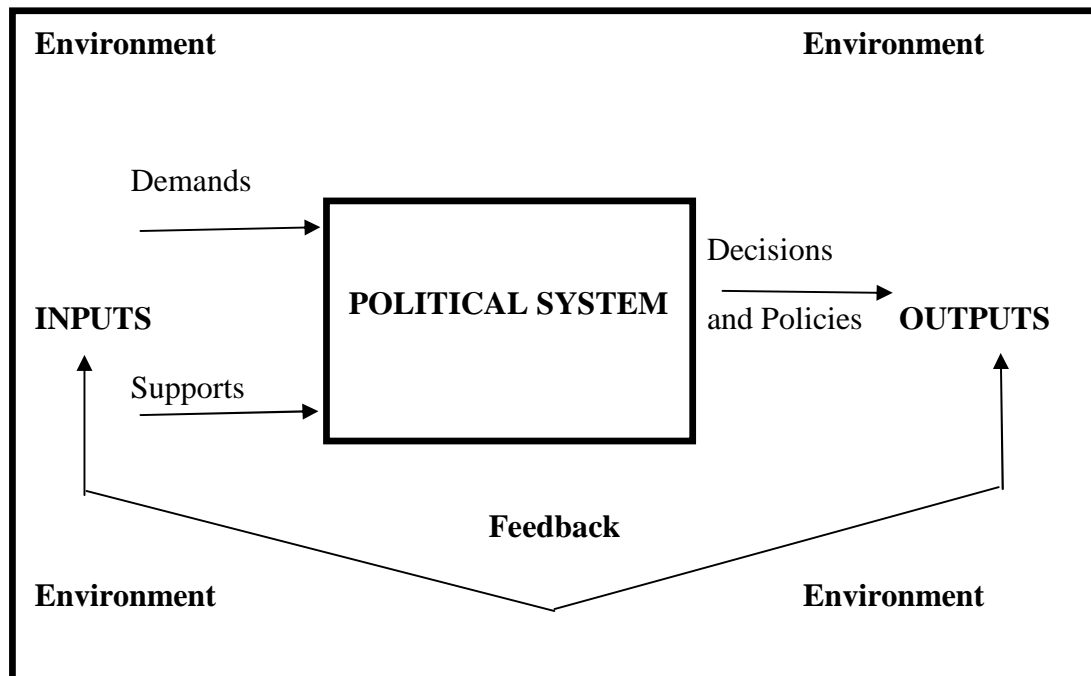 Environment
Environment
Demands
Decisions
POLITICAL SYSTEM
INPUTS
and Policies
OUTPUTS
Supports
Feedback
Environment
Environment